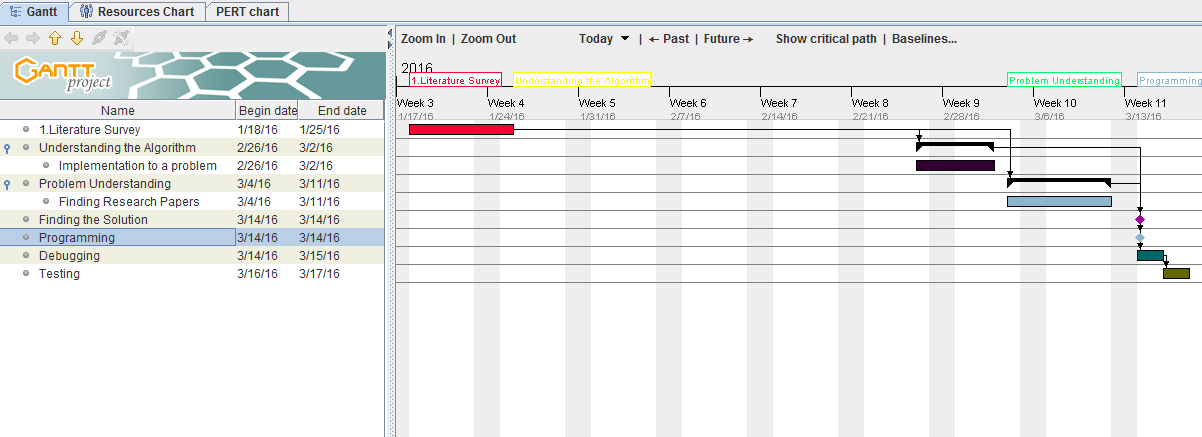 Gantt Resources Chart PERT chart
Zoom In | Zoom Out Today | ← Past | Future → Show critical path | Baselines...
GANTT
project
2016
1.Literature Survey Understanding the Algorithm Problem Understanding Programming
Name Begin date End date
Week 3 Week 4 Week 5 Week 6 Week 7 Week 8 Week 9 Week 10 Week 11
1/17/16 1/24/16 1/31/16 2/7/16 2/14/16 2/21/16 2/28/16 3/6/16 3/13/16
1.Literature Survey 1/18/16 1/25/16
Understanding the Algorithm 2/26/16 3/2/16
Implementation to a problem 2/26/16 3/2/16
Problem Understanding 3/4/16 3/11/16
Finding Research Papers 3/4/16 3/11/16
Finding the Solution 3/14/16 3/14/16
Programming 3/14/16 3/14/16
Debugging 3/14/16 3/15/16
Testing 3/16/16 3/17/16